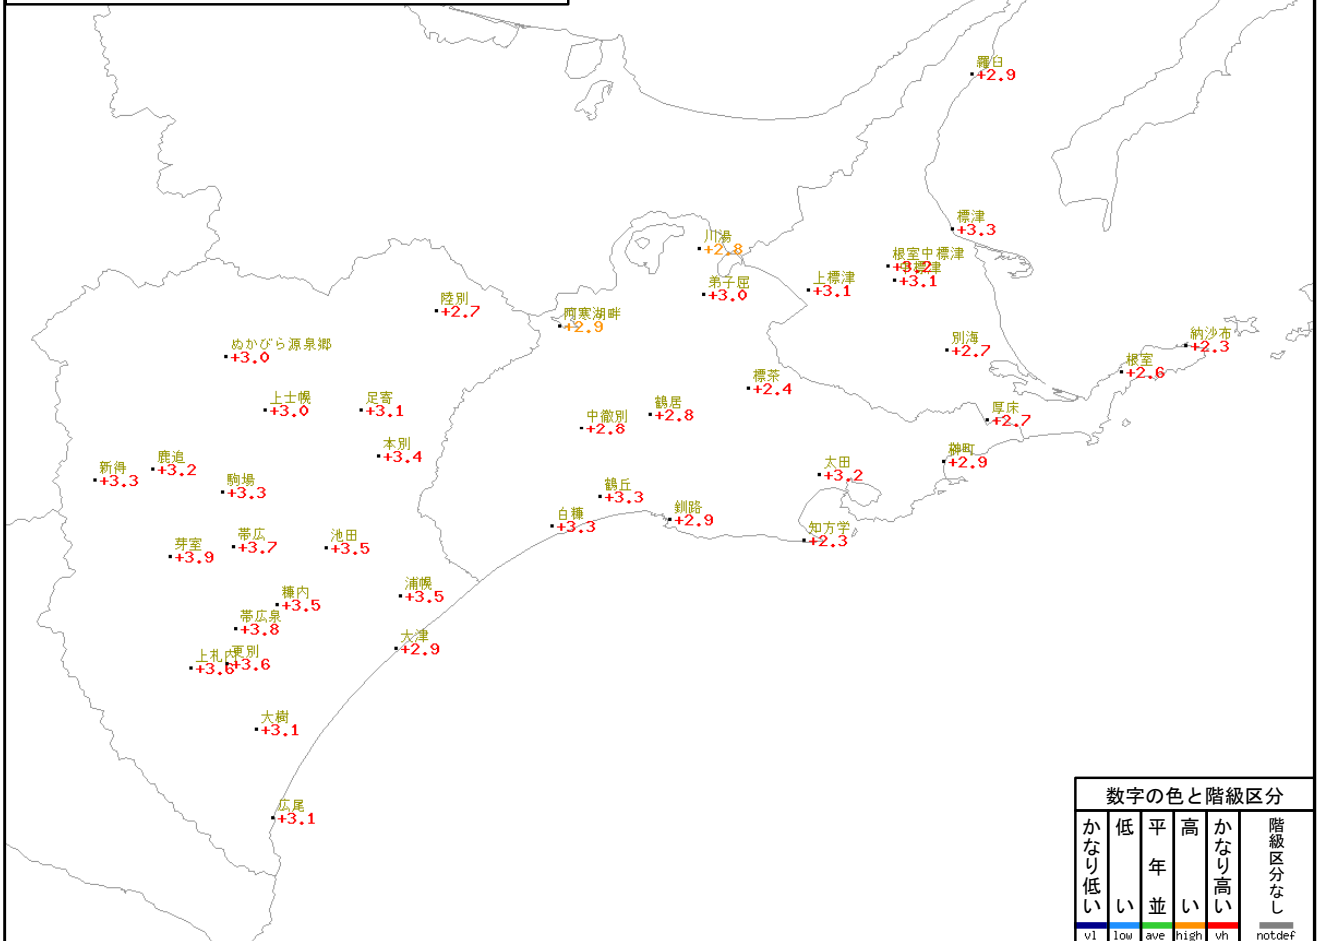 羅臼
+2.9
標津
+3.3
川湯
+2.8
根室中標津
+3.2
中標津
+3.1
弟子屈
+3.0
上標津
+3.1
陸別
+2.7
阿寒湖畔
+2.9
ぬかびら源泉郷
+3.0
別海
+2.7
納沙布
+2.3
根室
+2.6
標茶
+2.4
上士幌
+3.0
足寄
+3.1
鶴居
+2.8
中徹別
+2.8
厚床
+2.7
本別
+3.4
榊町
+2.9
鹿追
+3.2
新得
+3.3
太田
+3.2
駒場
+3.3
鶴丘
+3.3
白糠
+3.3
釧路
+2.9
知方学
+2.3
帯広
+3.7
池田
+3.5
芽室
+3.9
浦幌
+3.5
糠内
+3.5
帯広泉
+3.8
大津
+2.9
上札内
+3.6
更別
+3.6
大樹
+3.1
広尾
+3.1
数字の色と階級区分
かなり低い
低い
平年並
高い
かなり高い
階級区分なし
vl low ave high vh notdef